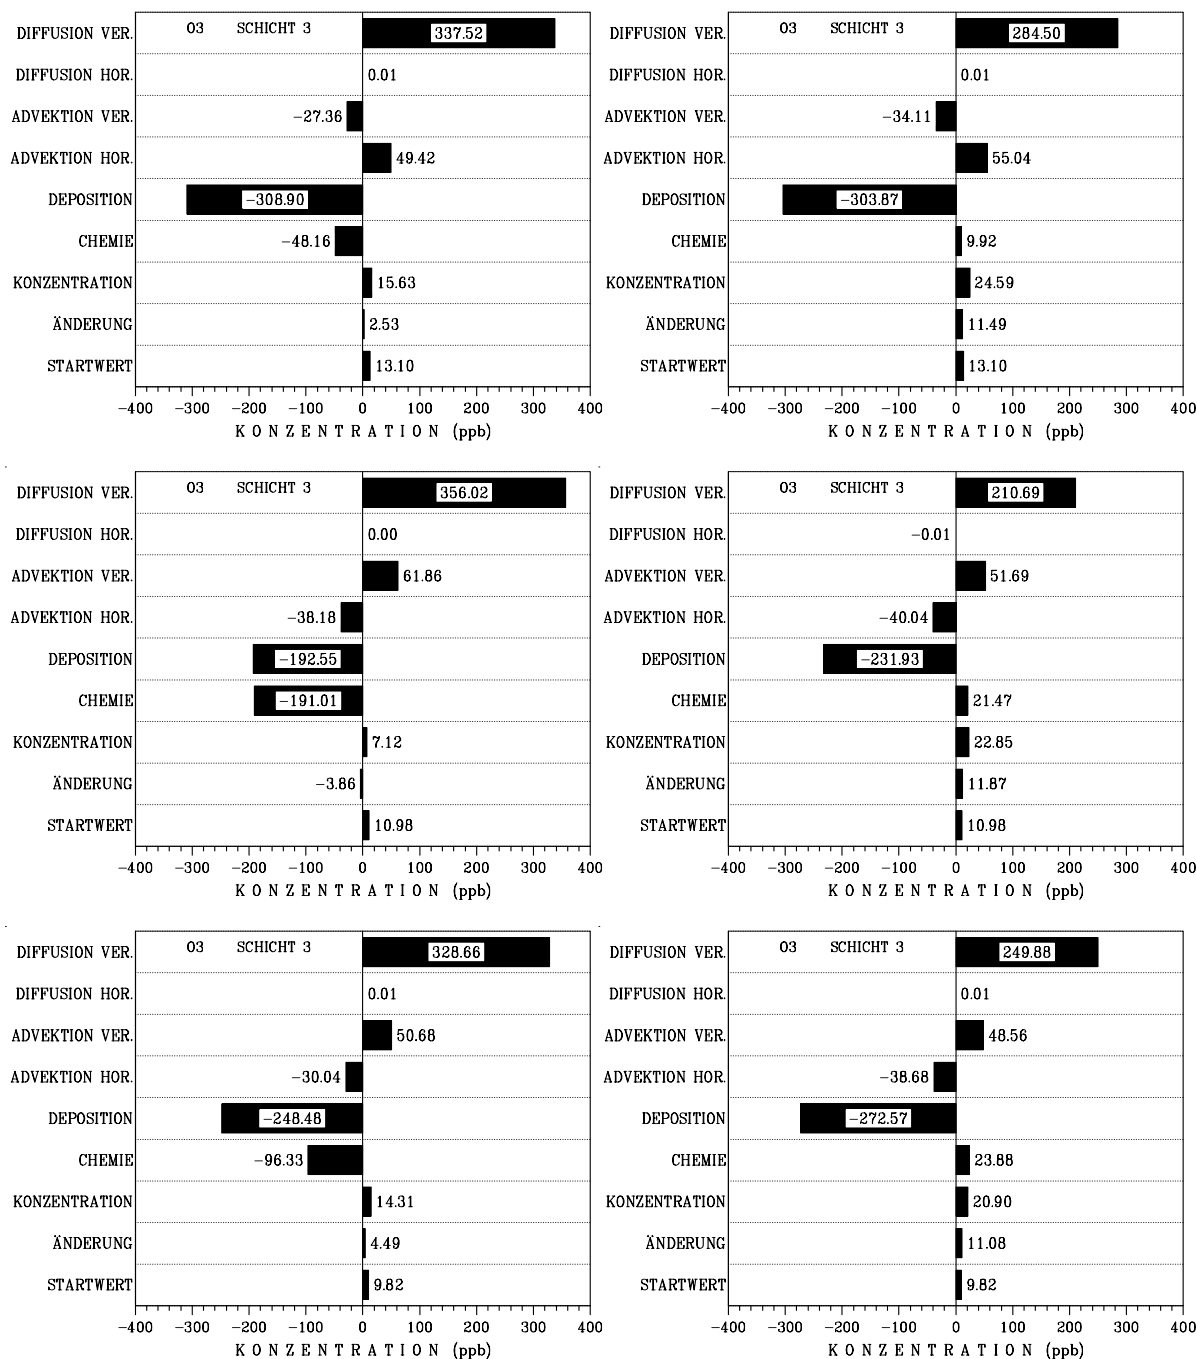 O3 SCHICHT 3
DIFFUSION VER. 337.52
DIFFUSION HOR. 0.01
ADVEKTION VER. −27.36
ADVEKTION HOR. 49.42
DEPOSITION −308.90
CHEMIE −48.16
KONZENTRATION 15.63
ÄNDERUNG 2.53
STARTWERT 13.10
−400 −300 −200 −100 0 100 200 300 400
KONZENTRATION (ppb)
O3 SCHICHT 3
DIFFUSION VER. 284.50
DIFFUSION HOR. 0.01
ADVEKTION VER. −34.11
ADVEKTION HOR. 55.04
DEPOSITION −303.87
CHEMIE 9.92
KONZENTRATION 24.59
ÄNDERUNG 11.49
STARTWERT 13.10
−400 −300 −200 −100 0 100 200 300 400
KONZENTRATION (ppb)
O3 SCHICHT 3
DIFFUSION VER. 356.02
DIFFUSION HOR. 0.00
ADVEKTION VER. 61.86
ADVEKTION HOR. −38.18
DEPOSITION −192.55
CHEMIE −191.01
KONZENTRATION 7.12
ÄNDERUNG −3.86
STARTWERT 10.98
−400 −300 −200 −100 0 100 200 300 400
KONZENTRATION (ppb)
O3 SCHICHT 3
DIFFUSION VER. 210.69
DIFFUSION HOR. −0.01
ADVEKTION VER. 51.69
ADVEKTION HOR. −40.04
DEPOSITION −231.93
CHEMIE 21.47
KONZENTRATION 22.85
ÄNDERUNG 11.87
STARTWERT 10.98
−400 −300 −200 −100 0 100 200 300 400
KONZENTRATION (ppb)
O3 SCHICHT 3
DIFFUSION VER. 328.66
DIFFUSION HOR. 0.01
ADVEKTION VER. 50.68
ADVEKTION HOR. −30.04
DEPOSITION −248.48
CHEMIE −96.33
KONZENTRATION 14.31
ÄNDERUNG 4.49
STARTWERT 9.82
−400 −300 −200 −100 0 100 200 300 400
KONZENTRATION (ppb)
O3 SCHICHT 3
DIFFUSION VER. 249.88
DIFFUSION HOR. 0.01
ADVEKTION VER. 48.56
ADVEKTION HOR. −38.68
DEPOSITION −272.57
CHEMIE 23.88
KONZENTRATION 20.90
ÄNDERUNG 11.08
STARTWERT 9.82
−400 −300 −200 −100 0 100 200 300 400
KONZENTRATION (ppb)